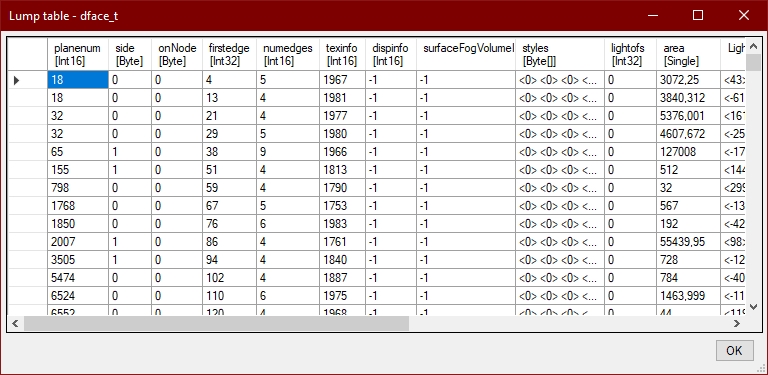 Lump table - dface_t
planenum side onNode firstedge numedges texinfo dispinfo surfaceFogVolumeI styles lightofs area Ligh
[Int16] [Byte] [Byte] [Int32] [Int16] [Int16] [Int16] [Byte[]] [Int32] [Single]
18 0 0 4 5 1967 -1 -1 <0> <0> <0> <... 0 3072,25 <43>
18 0 0 13 4 1981 -1 -1 <0> <0> <0> <... 0 3840,312 <-61
32 0 0 21 4 1977 -1 -1 <0> <0> <0> <... 0 5376,001 <161
32 0 0 29 5 1980 -1 -1 <0> <0> <0> <... 0 4607,672 <-25
65 1 0 38 9 1966 -1 -1 <0> <0> <0> <... 0 127008 <-17
155 1 0 51 4 1813 -1 -1 <0> <0> <0> <... 0 512 <144
798 0 0 59 4 1790 -1 -1 <0> <0> <0> <... 0 32 <299
1768 0 0 67 5 1753 -1 -1 <0> <0> <0> <... 0 567 <-13
1850 0 0 76 6 1983 -1 -1 <0> <0> <0> <... 0 192 <-42
2007 1 0 86 4 1761 -1 -1 <0> <0> <0> <... 0 55439,95 <98>
3505 1 0 94 4 1840 -1 -1 <0> <0> <0> <... 0 728 <-12
5474 0 0 102 4 1887 -1 -1 <0> <0> <0> <... 0 784 <-40
6524 0 0 110 6 1975 -1 -1 <0> <0> <0> <... 0 1463,999 <-11
6552 0 0 120 4 1968 -1 -1 <0> <0> <0> <... 0 44 <119
OK